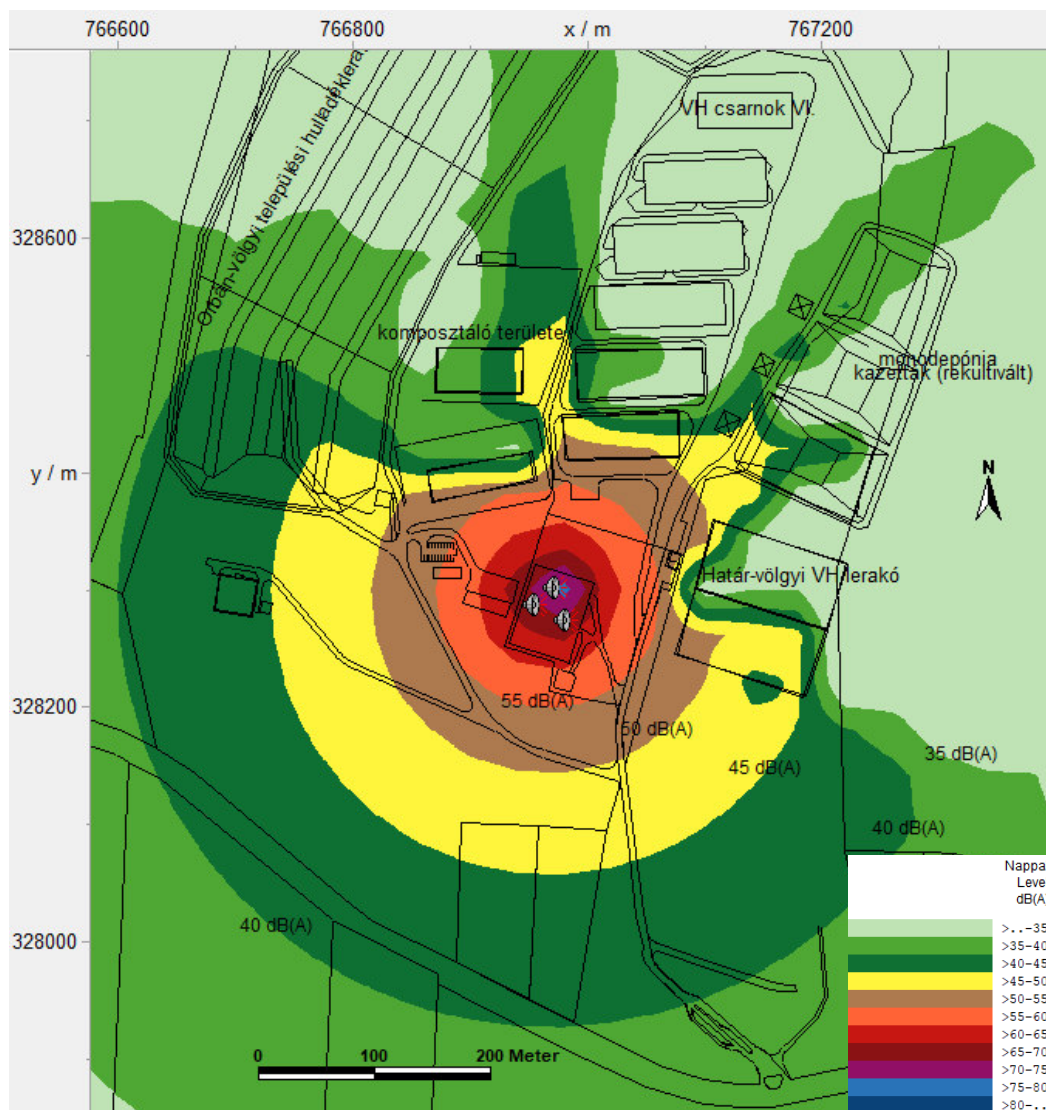 766600
766800
x / m
767200
VH csarnok VI.
Orbán-völgyi települési hulladéklera
328600
komposztáló területe
monodepónia
kazetták (rekultivált)
y / m
N
Határ-völgyi VH lerakó
328200
55 dB(A)
50 dB(A)
45 dB(A)
35 dB(A)
40 dB(A)
40 dB(A)
328000
0 100 200 Meter
Nappa
Leve
dB(A
>..-35
>35-40
>40-45
>45-50
>50-55
>55-60
>60-65
>65-70
>70-75
>75-80
>80-..